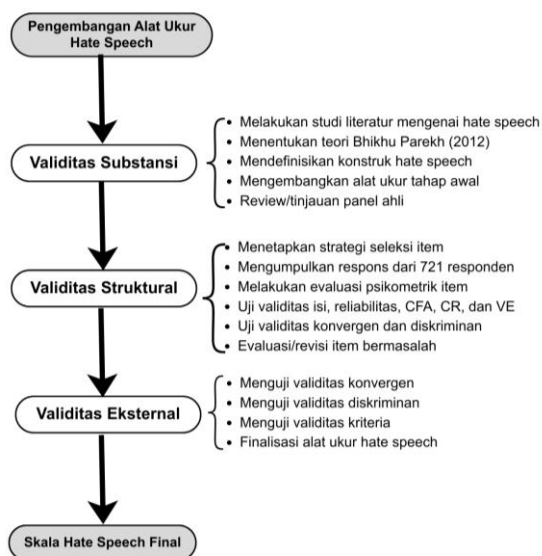 Pengembangan Alat Ukur
Hate Speech
Validitas Substansi
• Melakukan studi literatur mengenai hate speech
• Menentukan teori Bhikhu Parekh (2012)
• Mendefinisikan konstruk hate speech
• Mengembangkan alat ukur tahap awal
• Review/tinjauan panel ahli
Validitas Struktural
• Menetapkan strategi seleksi item
• Mengumpulkan respons dari 721 responden
• Melakukan evaluasi psikometrik item
• Uji validitas isi, reliabilitas, CFA, CR, dan VE
• Uji validitas konvergen dan diskriminan
• Evaluasi/revisi item bermasalah
Validitas Eksternal
• Menguji validitas konvergen
• Menguji validitas diskriminan
• Menguji validitas kriteria
• Finalisasi alat ukur hate speech
Skala Hate Speech Final